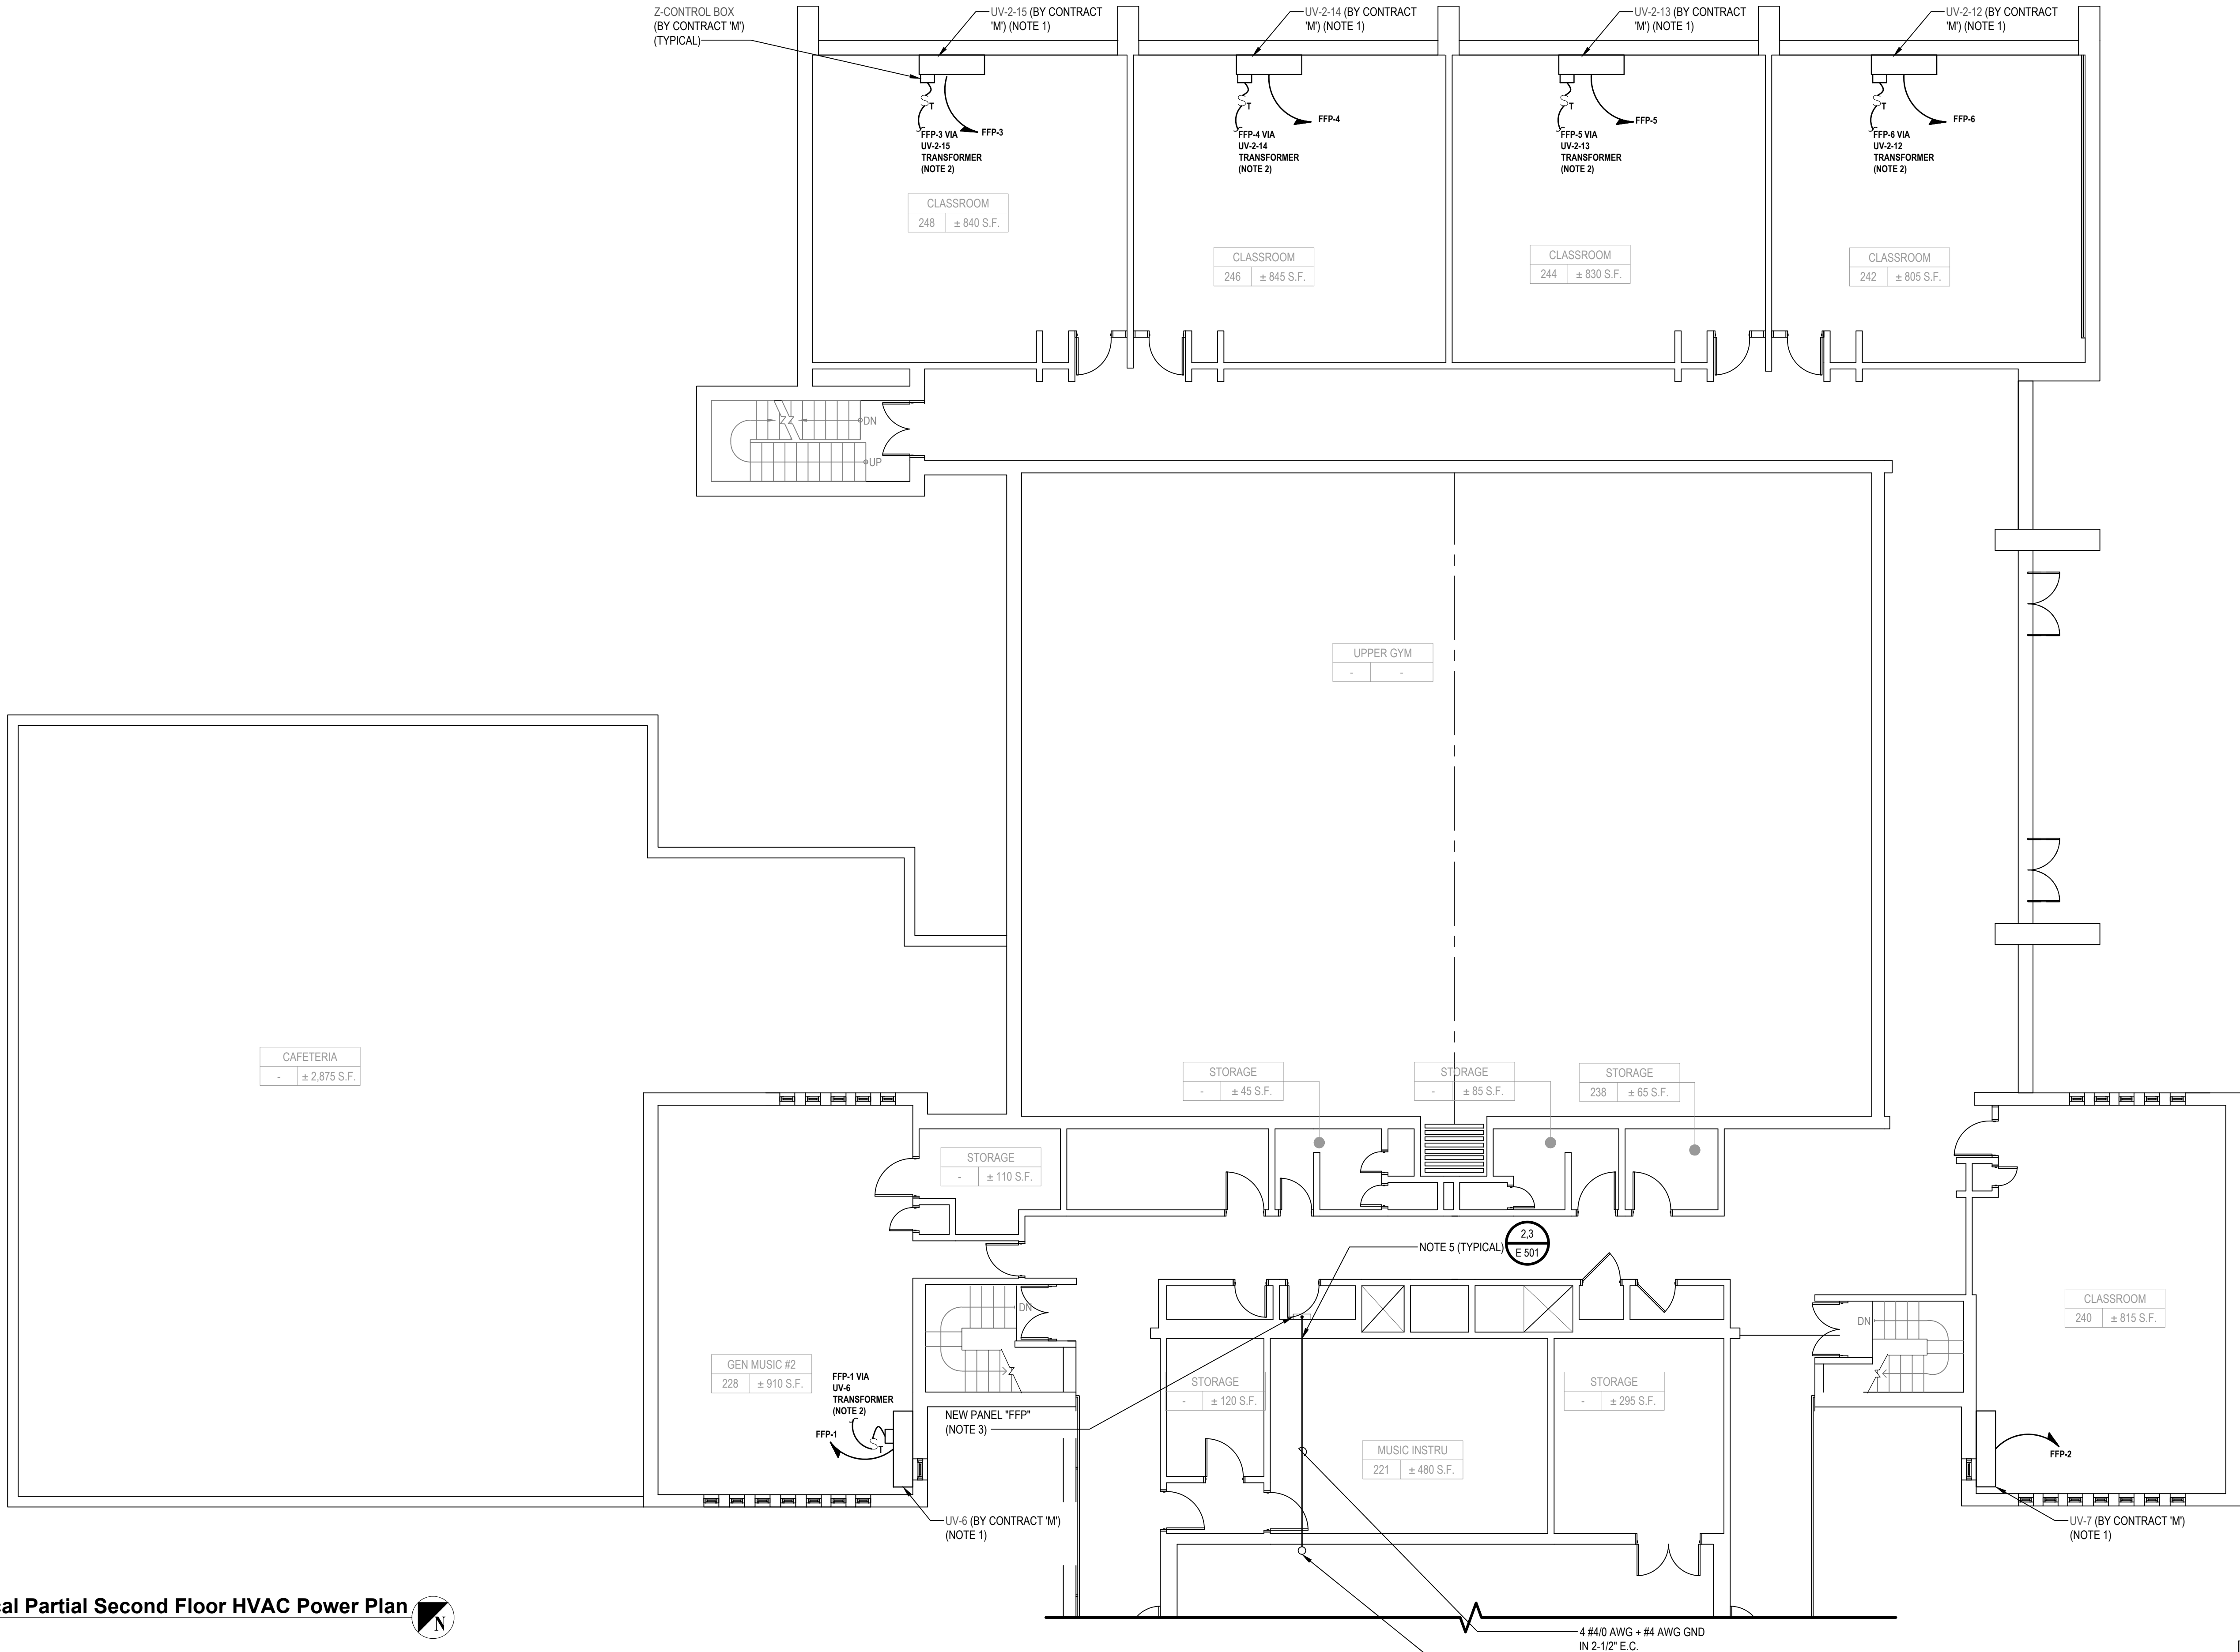 Z-CONTROL BOX
(BY CONTRACT 'M')
(TYPICAL)
UV-2-15 (BY CONTRACT
'M') (NOTE 1)
UV-2-14 (BY CONTRACT
'M') (NOTE 1)
UV-2-13 (BY CONTRACT
'M') (NOTE 1)
UV-2-12 (BY CONTRACT
'M') (NOTE 1)
S T
FFP-3 VIA
UV-2-15
TRANSFORMER
(NOTE 2)
FFP-3
S T
FFP-4 VIA
UV-2-14
TRANSFORMER
(NOTE 2)
FFP-4
S T
FFP-5 VIA
UV-2-13
TRANSFORMER
(NOTE 2)
FFP-5
S T
FFP-6 VIA
UV-2-12
TRANSFORMER
(NOTE 2)
FFP-6
CLASSROOM
248 ± 840 S.F.
CLASSROOM
246 ± 845 S.F.
CLASSROOM
244 ± 830 S.F.
CLASSROOM
242 ± 805 S.F.
DN
UP
UPPER GYM
- -
CAFETERIA
- ± 2,875 S.F.
STORAGE
- ± 45 S.F.
STORAGE
- ± 85 S.F.
STORAGE
238 ± 65 S.F.
STORAGE
- ± 110 S.F.
NOTE 5 (TYPICAL)
2,3
E 501
DN
DN
CLASSROOM
240 ± 815 S.F.
GEN MUSIC #2
228 ± 910 S.F.
FFP-1 VIA
UV-6
TRANSFORMER
(NOTE 2)
FFP-1
S T
NEW PANEL "FFP"
(NOTE 3)
STORAGE
- ± 120 S.F.
STORAGE
- ± 295 S.F.
MUSIC INSTRU
221 ± 480 S.F.
FFP-2
UV-6 (BY CONTRACT 'M')
(NOTE 1)
UV-7 (BY CONTRACT 'M')
(NOTE 1)
al Partial Second Floor HVAC Power Plan
N
4 #4/0 AWG + #4 AWG GND
IN 2-1/2" E.C.